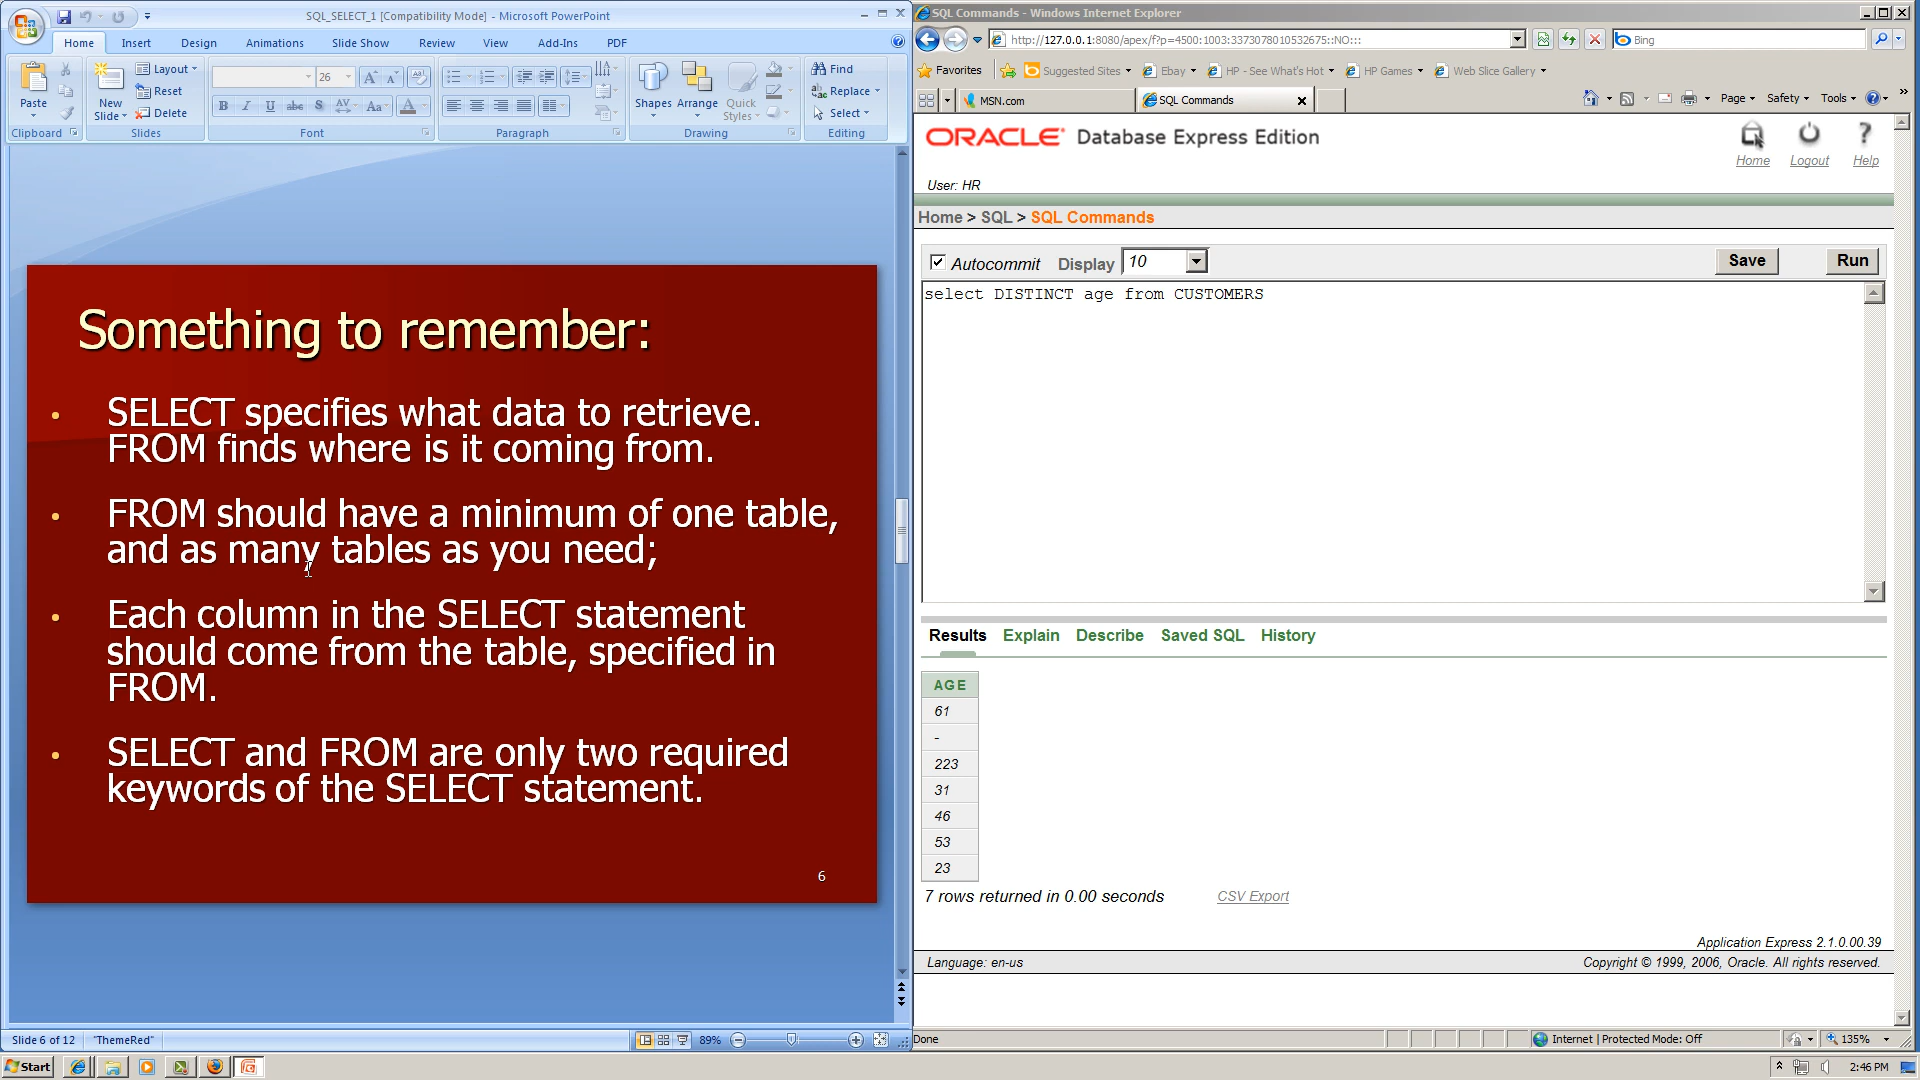 SQL_SELECT_1 [Compatibility Mode] - Microsoft PowerPoint
Home Insert Design Animations Slide Show Review View Add-Ins PDF
Paste
New Slide
Layout
Reset
Delete
26
B I U abc S AV Aa A
Shapes Arrange Quick Styles
Find
Replace
Select
Clipboard Slides Font Paragraph Drawing Editing
Something to remember:
• SELECT specifies what data to retrieve.
FROM finds where is it coming from.
• FROM should have a minimum of one table,
and as many tables as you need;
• Each column in the SELECT statement
should come from the table, specified in
FROM.
• SELECT and FROM are only two required
keywords of the SELECT statement.
6
Slide 6 of 12 "ThemeRed" 89%
SQL Commands - Windows Internet Explorer
http://127.0.0.1:8080/apex/f?p=4500:1003:3373078010532675::NO:::
Bing
Favorites Suggested Sites Ebay HP - See What's Hot HP Games Web Slice Gallery
MSN.com SQL Commands
Page Safety Tools
ORACLE Database Express Edition
Home Logout Help
User: HR
Home > SQL > SQL Commands
Autocommit Display 10 Save Run
select DISTINCT age from CUSTOMERS
Results Explain Describe Saved SQL History
AGE
61
-
223
31
46
53
23
7 rows returned in 0.00 seconds CSV Export
Application Express 2.1.0.00.39
Language: en-us Copyright © 1999, 2006, Oracle. All rights reserved.
Done Internet | Protected Mode: Off 135%
Start 2:46 PM